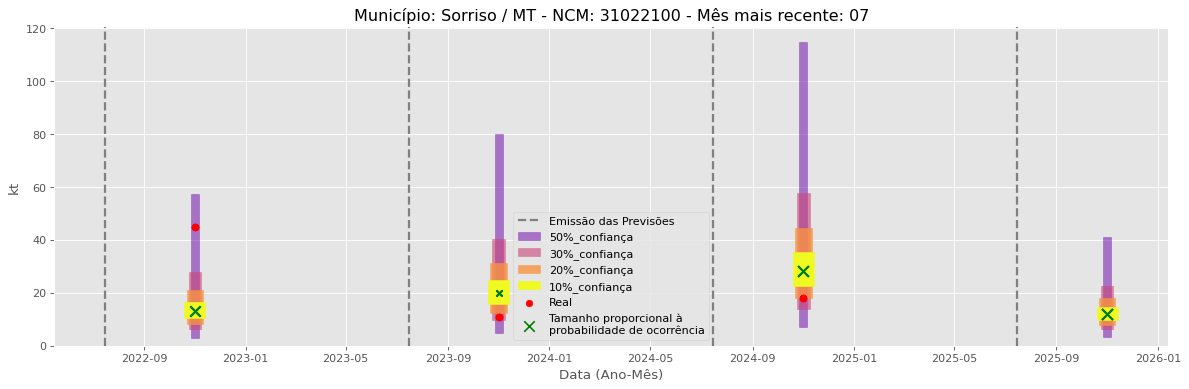 Município: Sorriso / MT - NCM: 31022100 - Mês mais recente: 07
120
100
80
60
40
20
0
kt
Emissão das Previsões
50%_confiança
30%_confiança
20%_confiança
10%_confiança
Real
Tamanho proporcional à
probabilidade de ocorrência
2022-09
2023-01
2023-05
2023-09
2024-01
2024-05
2024-09
2025-01
2025-05
2025-09
2026-01
Data (Ano-Mês)